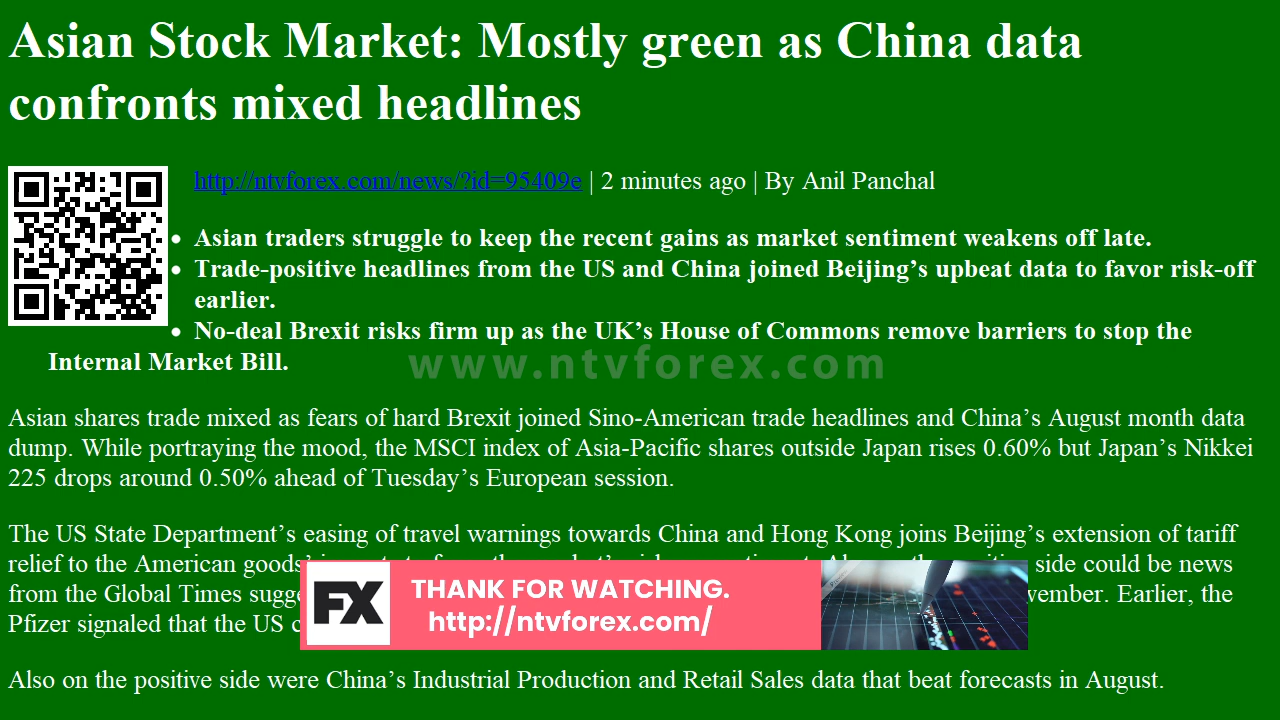 Asian Stock Market: Mostly green as China data
confronts mixed headlines
http://ntvforex.com/news/?id=95409e | 2 minutes ago | By Anil Panchal
• Asian traders struggle to keep the recent gains as market sentiment weakens off late.
• Trade-positive headlines from the US and China joined Beijing’s upbeat data to favor risk-off
earlier.
• No-deal Brexit risks firm up as the UK’s House of Commons remove barriers to stop the
Internal Market Bill.
www.ntvforex.com
Asian shares trade mixed as fears of hard Brexit joined Sino-American trade headlines and China’s August month data
dump. While portraying the mood, the MSCI index of Asia-Pacific shares outside Japan rises 0.60% but Japan’s Nikkei
225 drops around 0.50% ahead of Tuesday’s European session.
The US State Department’s easing of travel warnings towards China and Hong Kong joins Beijing’s extension of tariff
relief to the American goods’ side could be news
from the Global Times Earlier, the
Pfizer signaled that the US
FX
THANK FOR WATCHING.
http://ntvforex.com/
Also on the positive side were China’s Industrial Production and Retail Sales data that beat forecasts in August.